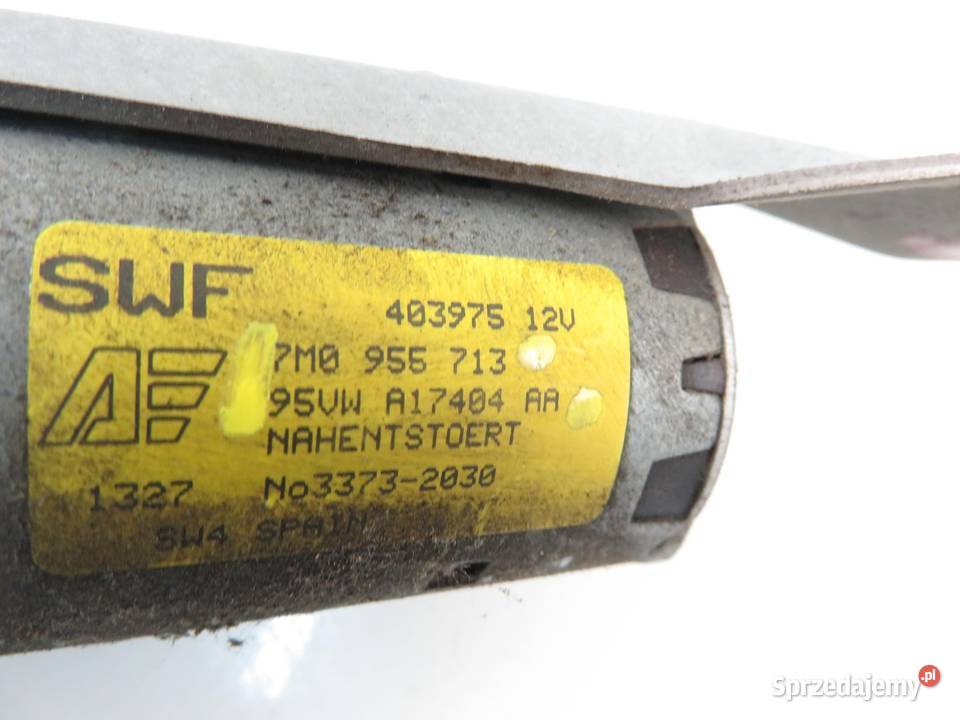 SWF
403975 12V
7M0 955 713
95VW A17404 AA
NAHENTSTOERT
1327 No3373-2030
SW4 SPAIN
Sprzedajemy.pl